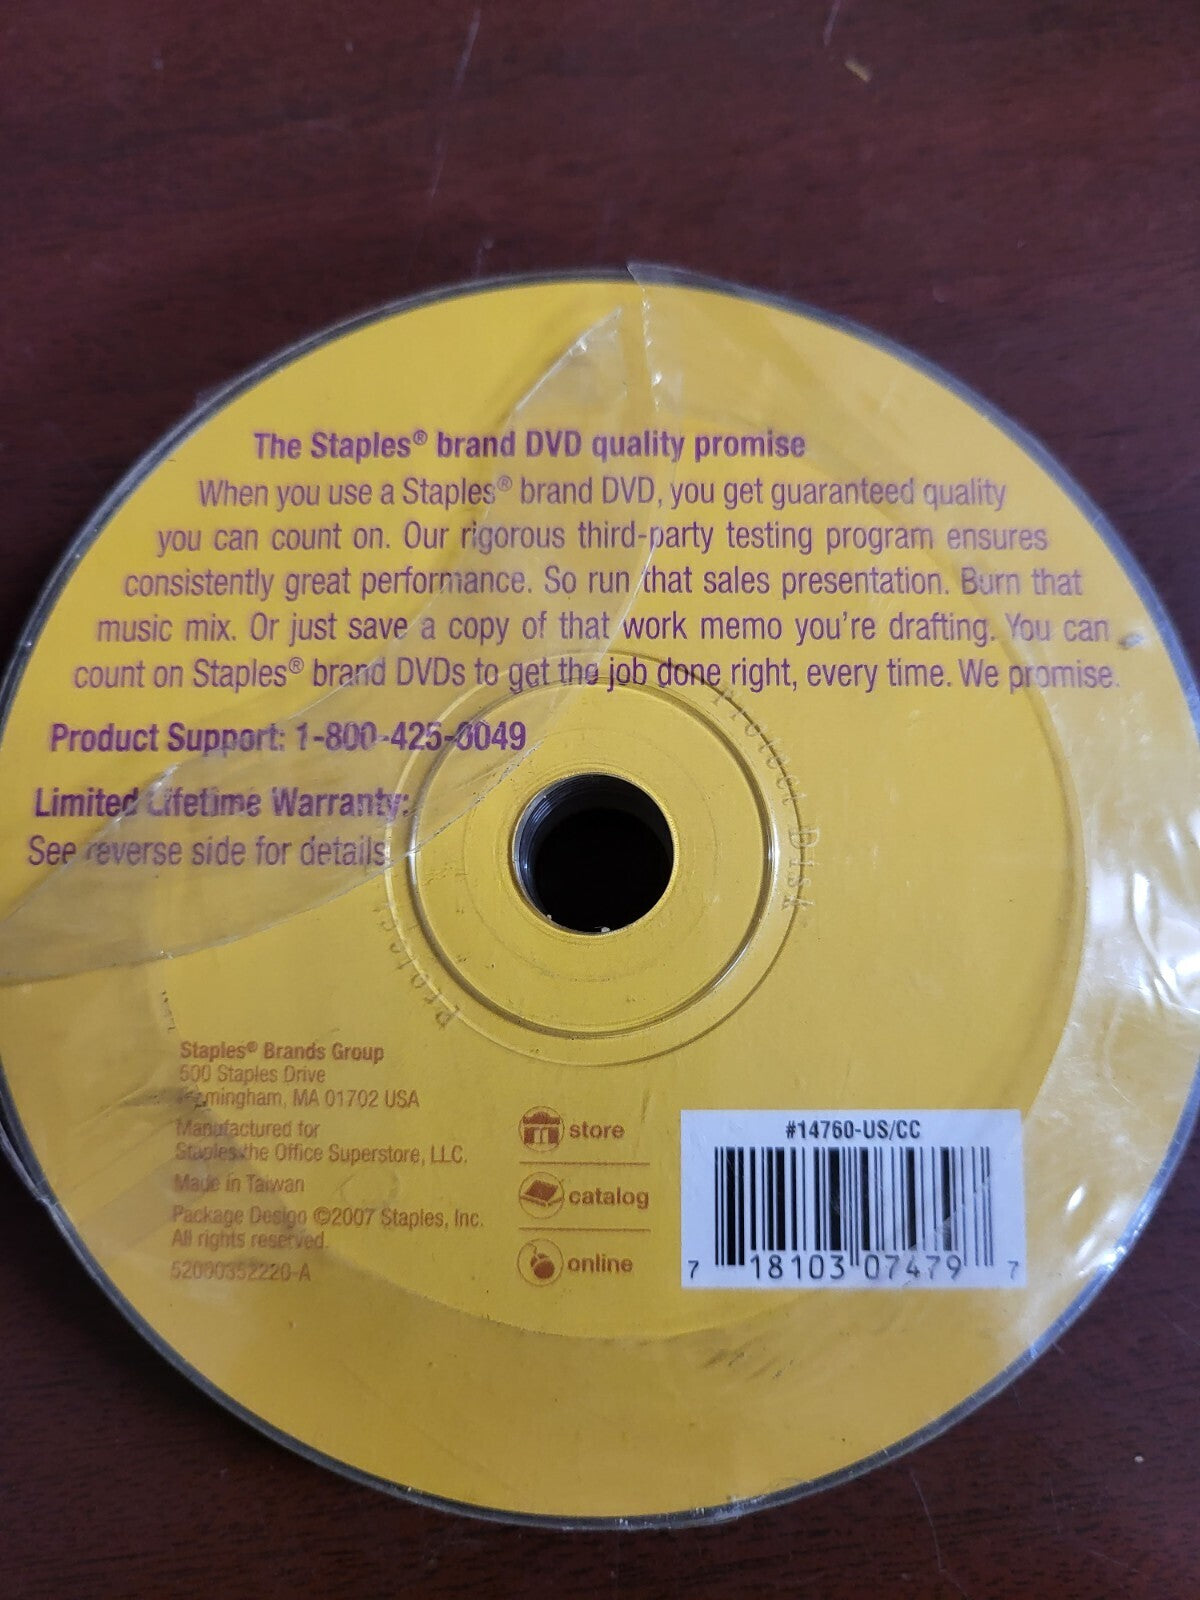 The Staples® brand DVD quality promise
When you use a Staples® brand DVD, you get guaranteed quality
you can count on. Our rigorous third-party testing program ensures
consistently great performance. So run that sales presentation. Burn that
music mix. Or just save a copy of that work memo you're drafting. You can
count on Staples® brand DVDs to get the job done right, every time. We promise.
Product Support: 1-800-425-0049
Limited Lifetime Warranty:
See reverse side for details.
Protect Disk
Protect
Staples® Brands Group
500 Staples Drive
Framingham, MA 01702 USA
Manufactured for
Staples the Office Superstore, LLC.
Made in Taiwan
Package Design ©2007 Staples, Inc.
All rights reserved.
52000352220-A
store
catalog
online
#14760-US/CC
7 18103 07479 7